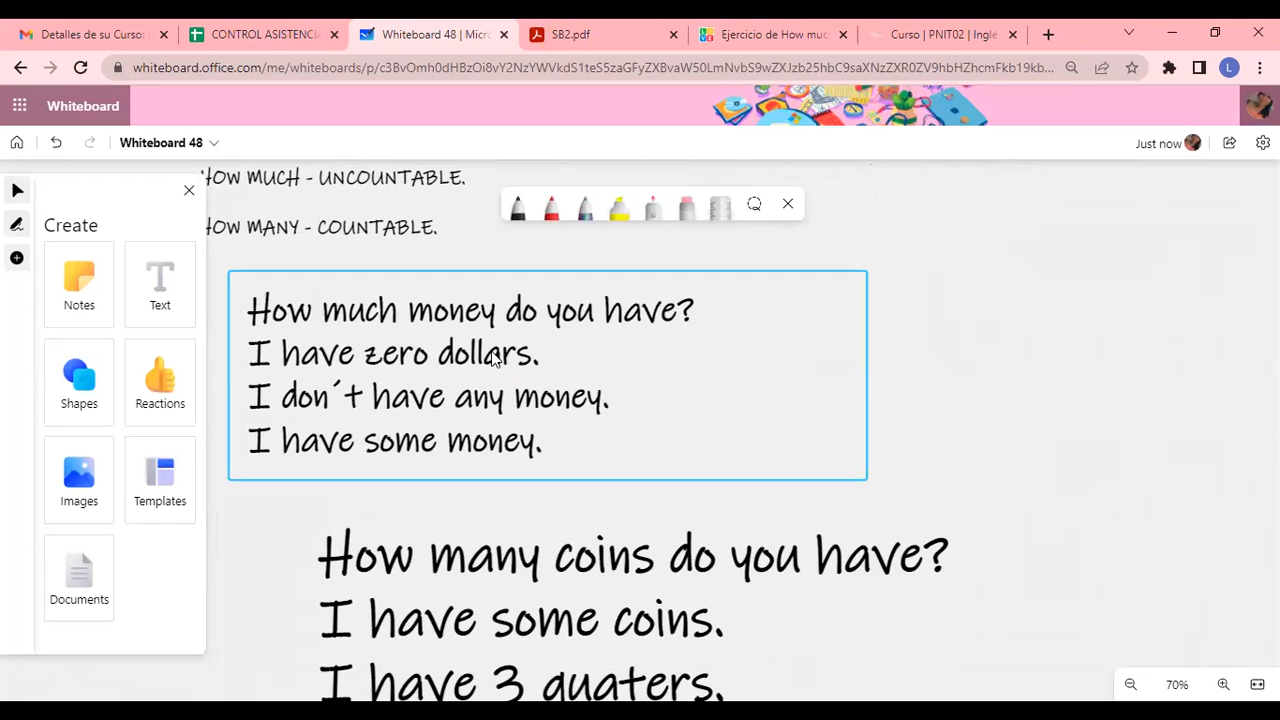 Detalles de su Curso:
CONTROL ASISTENCIA
Whiteboard 48 | Micr
SB2.pdf
Ejercicio de How muc
Curso | PNIT02 | Inglé
Whiteboard
Whiteboard 48
Just now
HOW MUCH - UNCOUNTABLE.
HOW MANY - COUNTABLE.
Create
Notes
Text
Shapes
Reactions
Images
Templates
Documents
How much money do you have?
I have zero dollars.
I don´t have any money.
I have some money.
How many coins do you have?
I have some coins.
I have 3 quaters.
70%